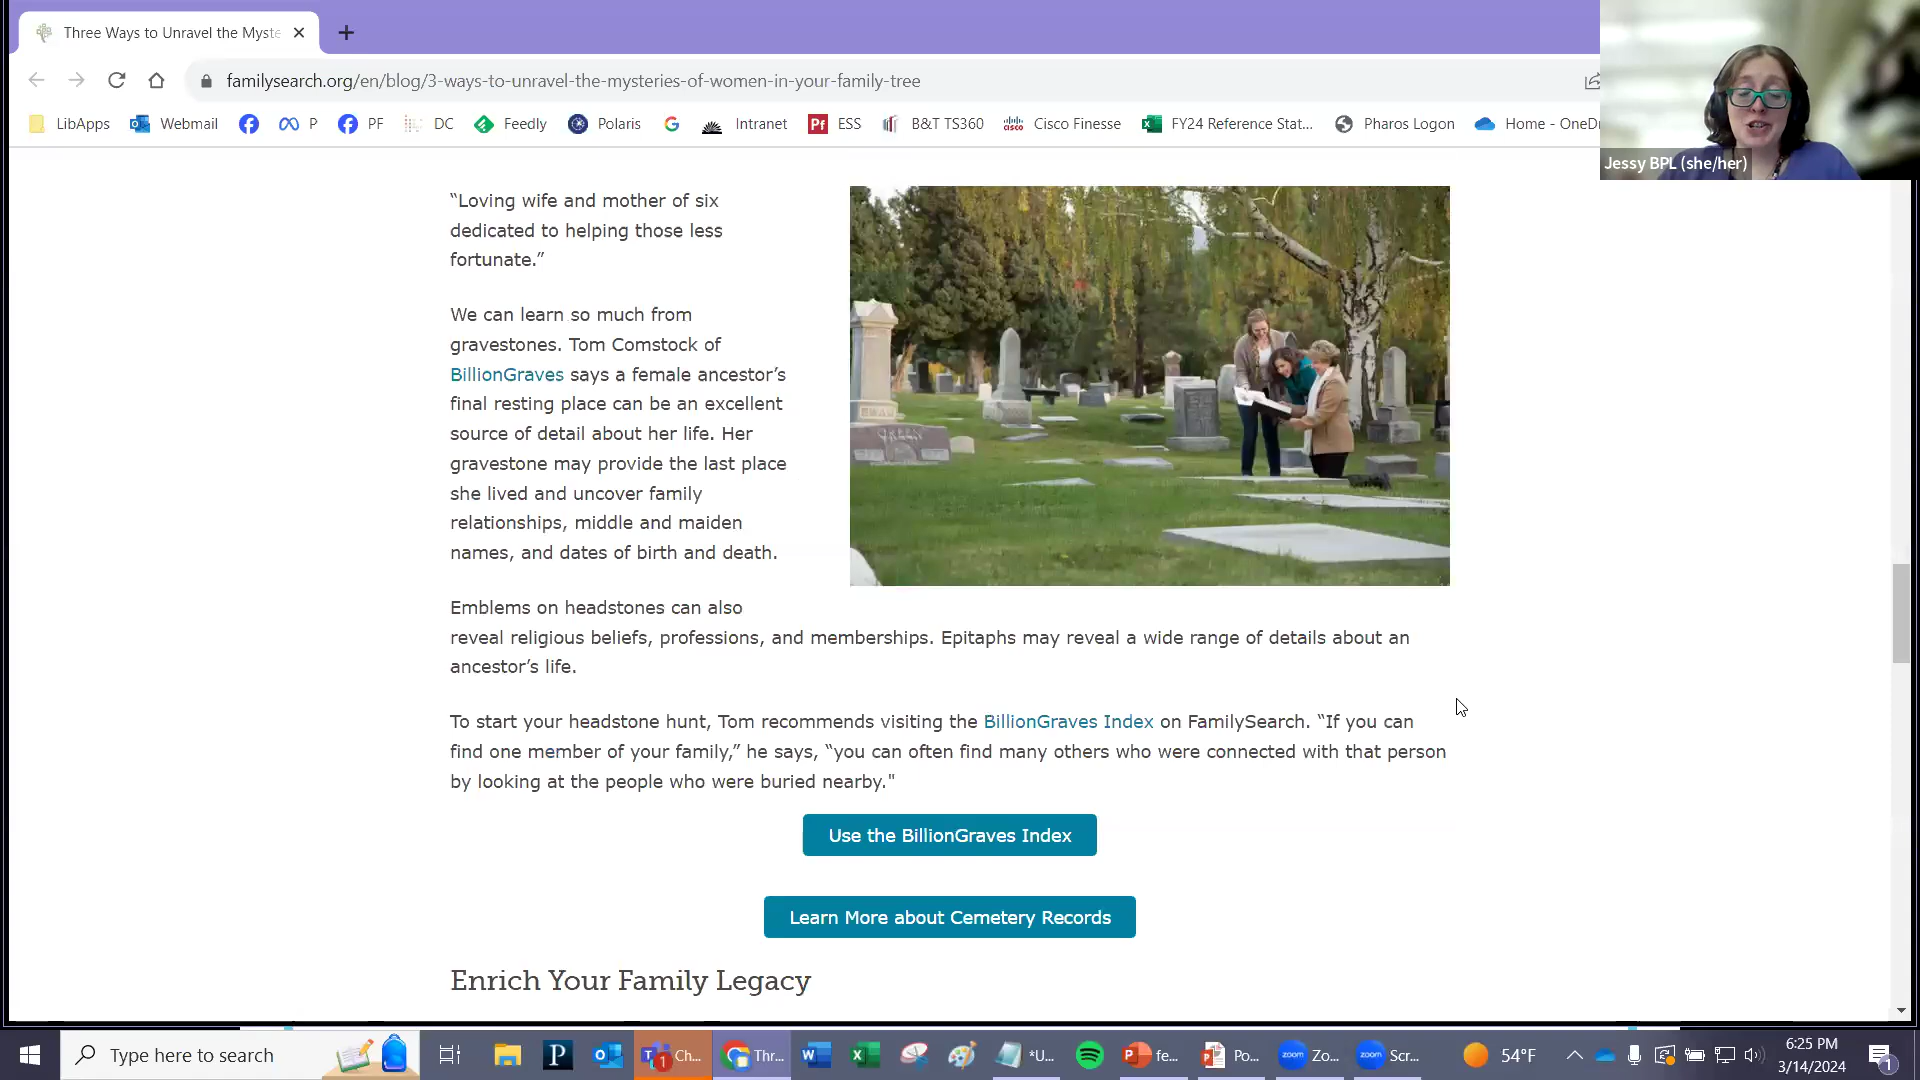 Three Ways to Unravel the Myste
familysearch.org/en/blog/3-ways-to-unravel-the-mysteries-of-women-in-your-family-tree
LibApps Webmail P PF DC Feedly Polaris Intranet ESS B&T TS360 Cisco Finesse FY24 Reference Stat... Pharos Logon Home - OneD
Jessy BPL (she/her)
“Loving wife and mother of six
dedicated to helping those less
fortunate.”
We can learn so much from
gravestones. Tom Comstock of
BillionGraves says a female ancestor’s
final resting place can be an excellent
source of detail about her life. Her
gravestone may provide the last place
she lived and uncover family
relationships, middle and maiden
names, and dates of birth and death.
Emblems on headstones can also
reveal religious beliefs, professions, and memberships. Epitaphs may reveal a wide range of details about an
ancestor’s life.
To start your headstone hunt, Tom recommends visiting the BillionGraves Index on FamilySearch. “If you can
find one member of your family,” he says, “you can often find many others who were connected with that person
by looking at the people who were buried nearby."
Use the BillionGraves Index
Learn More about Cemetery Records
Enrich Your Family Legacy
Type here to search
Ch... Thr... *U... fe... Po... Zo... Scr... 54°F
6:25 PM
3/14/2024